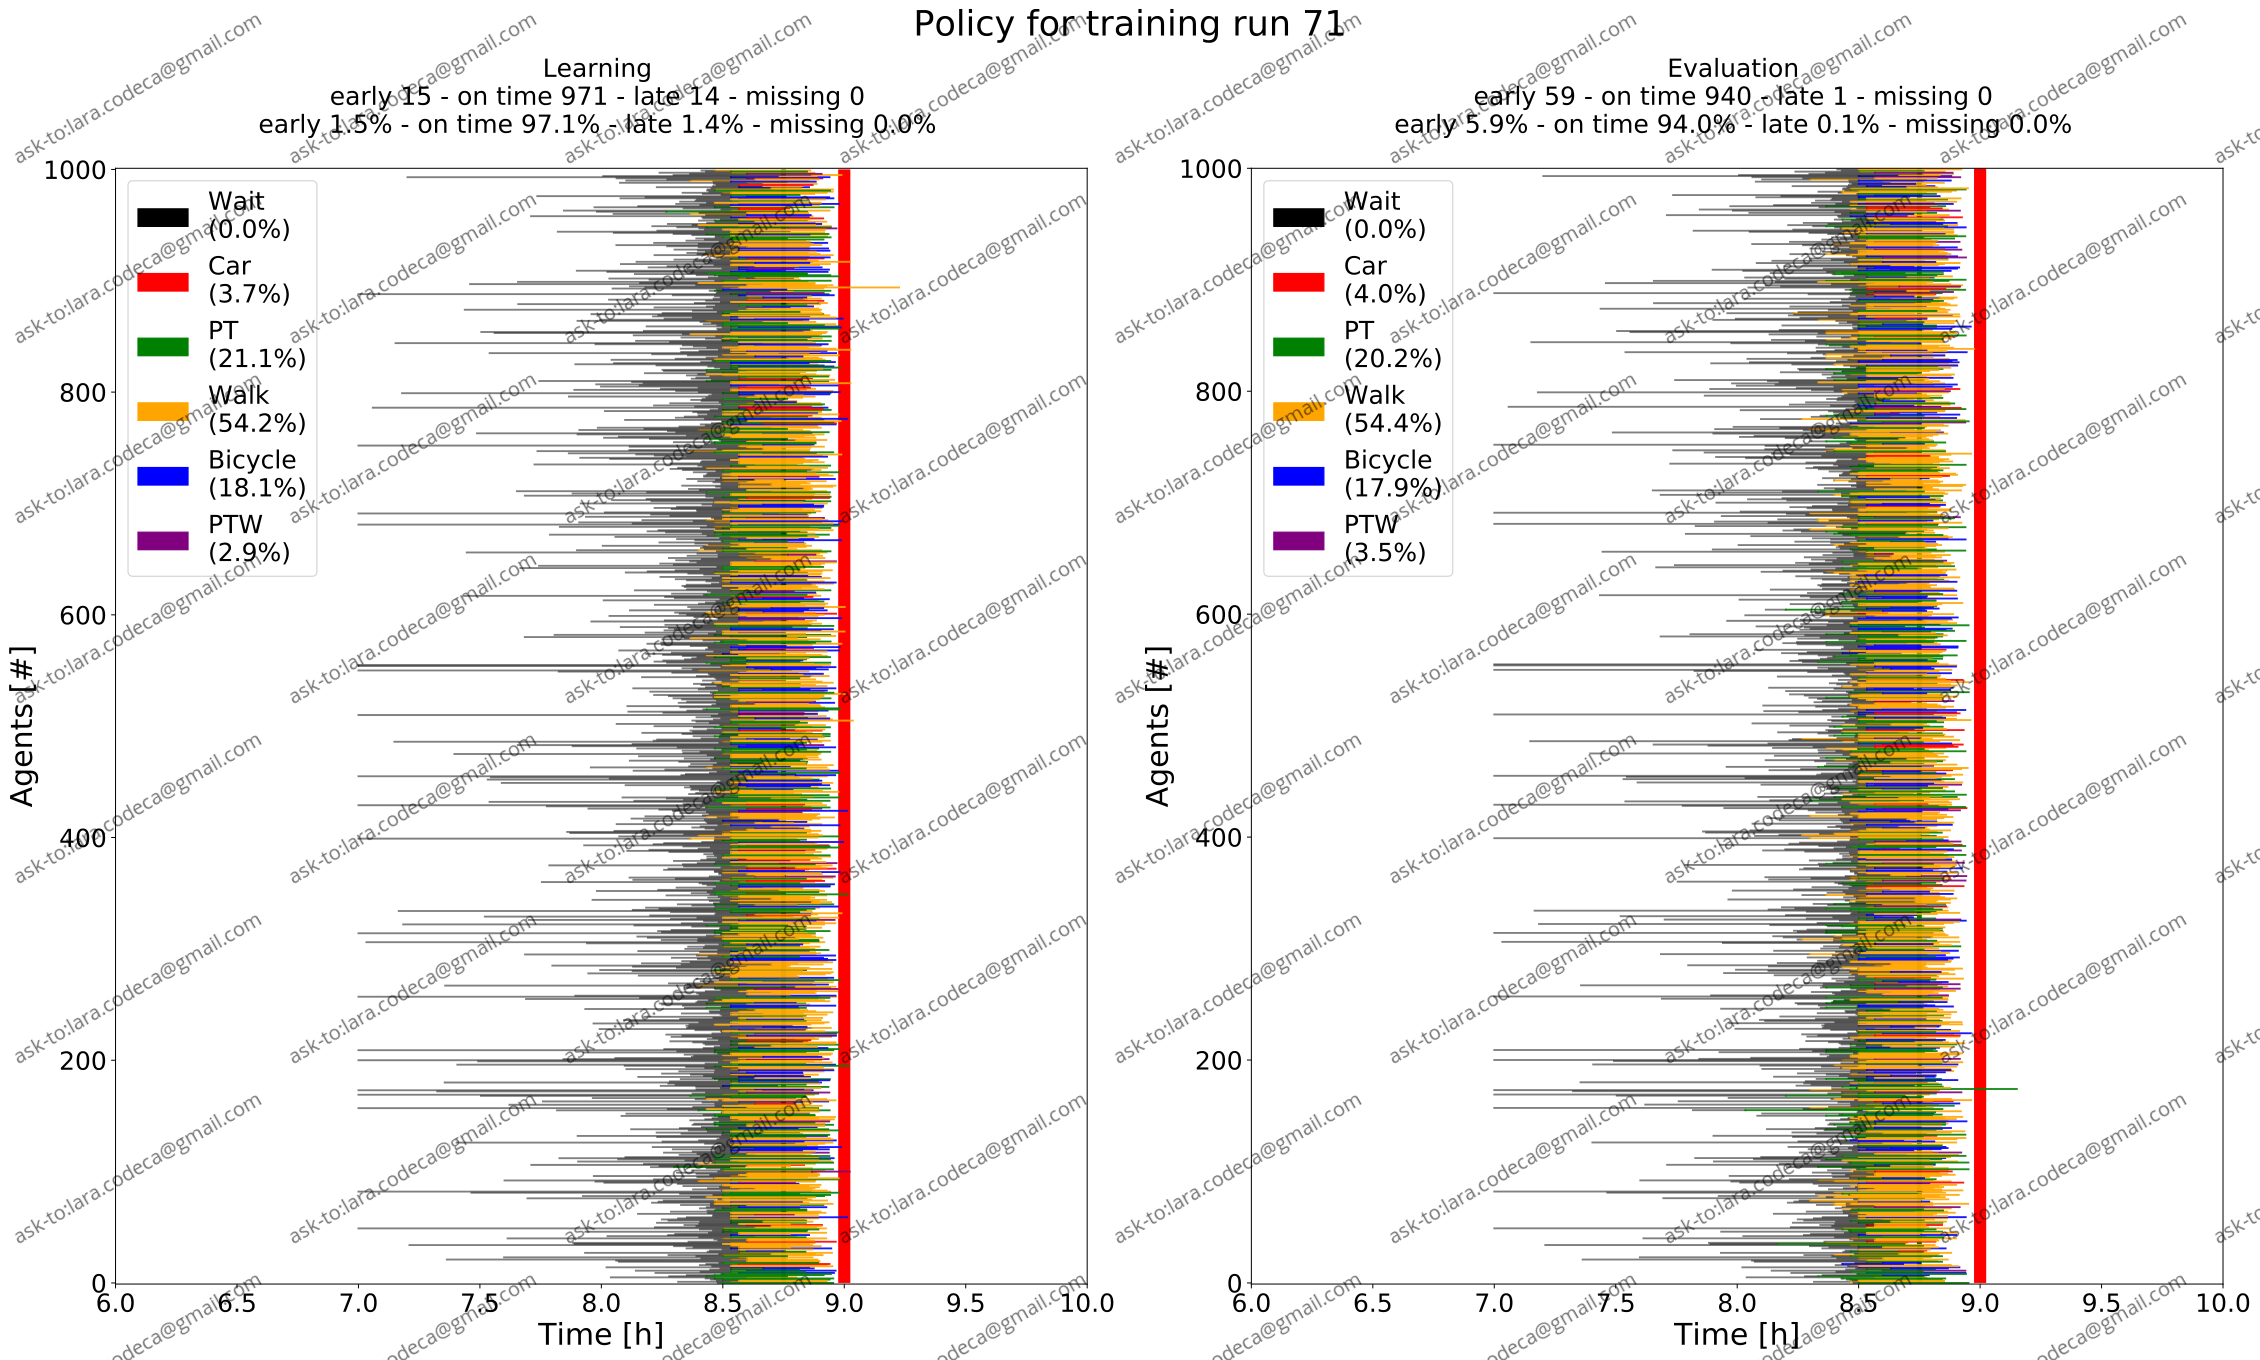 Policy for training run 71
Learning
early 15 - on time 971 - late 14 - missing 0
early 1.5% - on time 97.1% - late 1.4% - missing 0.0%
1000
800
600
400
200
0
Agents [#]
Wait
(0.0%)
Car
(3.7%)
PT
(21.1%)
Walk
(54.2%)
Bicycle
(18.1%)
PTW
(2.9%)
6.0 6.5 7.0 7.5 8.0 8.5 9.0 9.5 10.0
Time [h]
Evaluation
early 59 - on time 940 - late 1 - missing 0
early 5.9% - on time 94.0% - late 0.1% - missing 0.0%
1000
800
600
400
200
0
Agents [#]
Wait
(0.0%)
Car
(4.0%)
PT
(20.2%)
Walk
(54.4%)
Bicycle
(17.9%)
PTW
(3.5%)
6.0 6.5 7.0 7.5 8.0 8.5 9.0 9.5 10.0
Time [h]
ask-to:lara.codeca@gmail.com